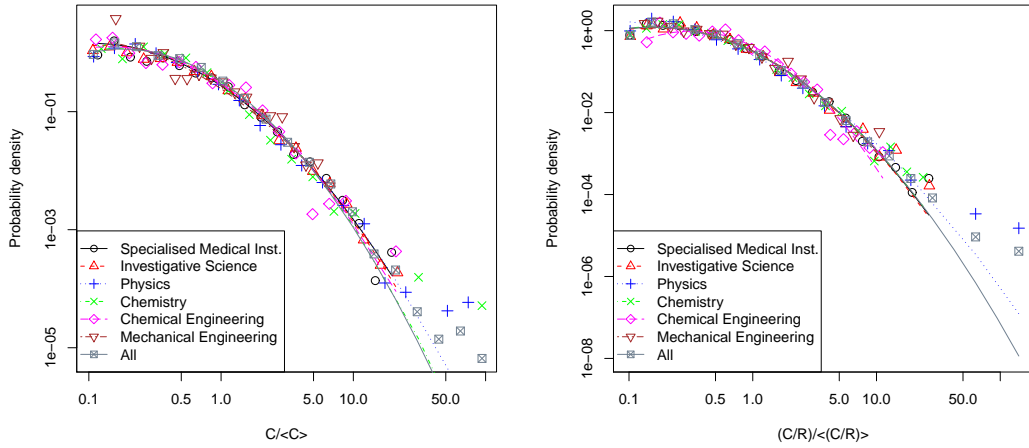 Probability density
1e-01
1e-03
1e-05
Specialised Medical Inst.
Investigative Science
Physics
Chemistry
Chemical Engineering
Mechanical Engineering
All
0.1
0.5
1.0
5.0
10.0
50.0
C/<C>
Probability density
1e+00
1e-02
1e-04
1e-06
1e-08
Specialised Medical Inst.
Investigative Science
Physics
Chemistry
Chemical Engineering
Mechanical Engineering
All
0.1
0.5
1.0
5.0
10.0
50.0
(C/R)/<(C/R)>